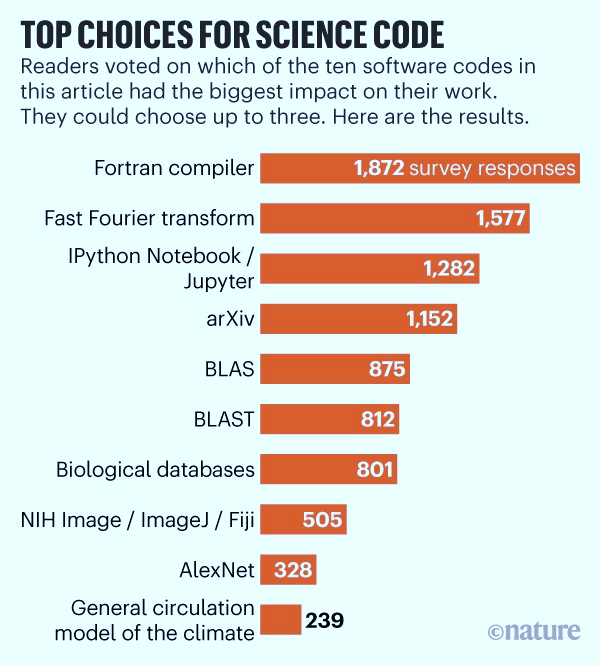 TOP CHOICES FOR SCIENCE CODE
Readers voted on which of the ten software codes in
this article had the biggest impact on their work.
They could choose up to three. Here are the results.
Fortran compiler 1,872 survey responses
Fast Fourier transform 1,577
IPython Notebook /
Jupyter 1,282
arXiv 1,152
BLAS 875
BLAST 812
Biological databases 801
NIH Image / ImageJ / Fiji 505
AlexNet 328
General circulation
model of the climate 239
©nature